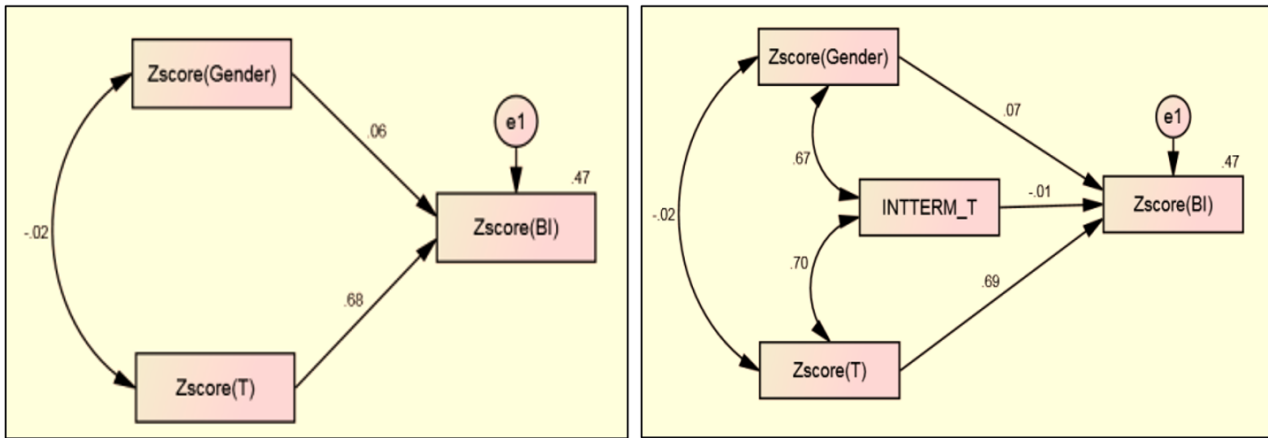 Zscore(Gender)
.06
e1
.47
Zscore(BI)
-.02
.68
Zscore(T)
Zscore(Gender)
.07
e1
.67
.47
INTTERM_T
-.01
Zscore(BI)
-.02
.70
.69
Zscore(T)